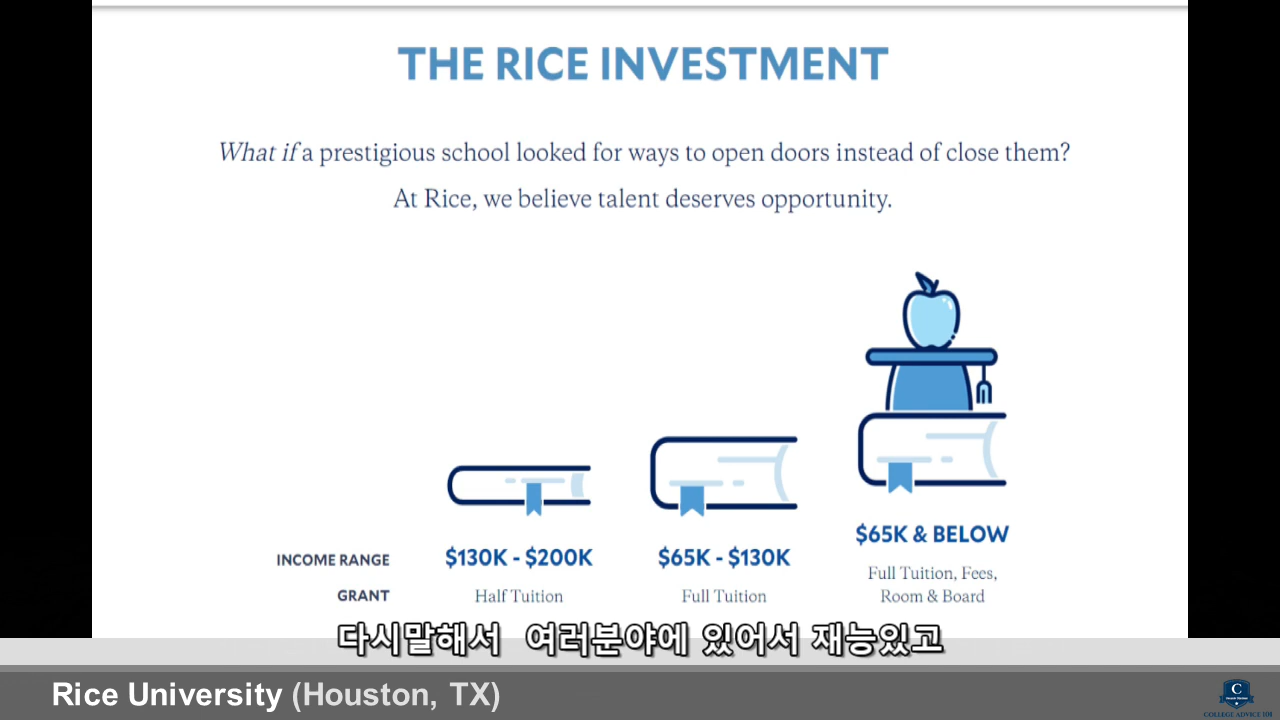 THE RICE INVESTMENT
What if a prestigious school looked for ways to open doors instead of close them?
At Rice, we believe talent deserves opportunity.
INCOME RANGE $130K - $200K $65K - $130K $65K & BELOW
GRANT Half Tuition Full Tuition Full Tuition, Fees,
Room & Board
다시말해서 여러분야에 있어서 재능있고
Rice University (Houston, TX)
C
COLLEGE ADVICE 101